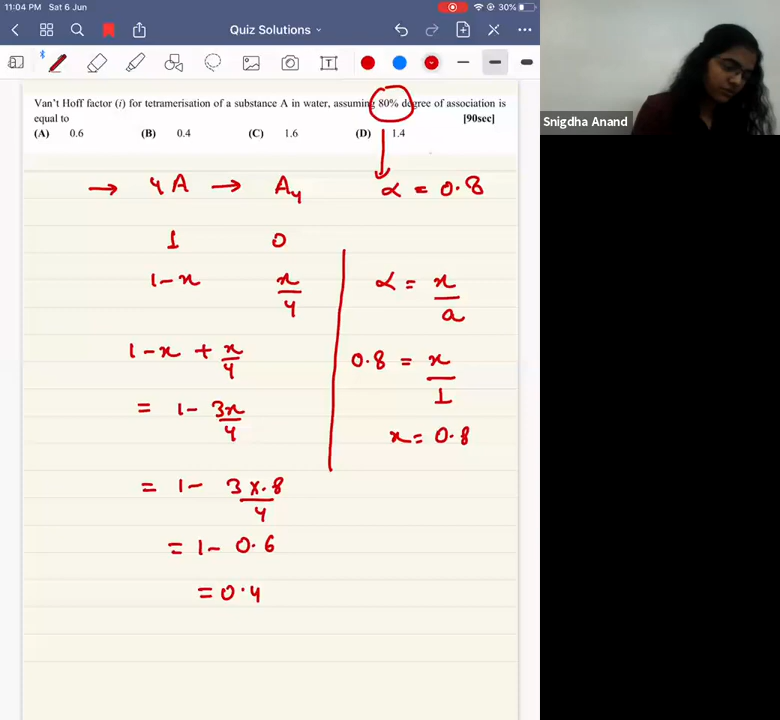 11:04 PM Sat 6 Jun
30%
Quiz Solutions
T
Van't Hoff factor (i) for tetramerisation of a substance A in water, assuming 80% degree of association is
equal to [90sec]
(A) 0.6 (B) 0.4 (C) 1.6 (D) 1.4
→ 4A → A₄ α = 0.8
1 0
1-x x/4
α = x/a
1-x + x/4
0.8 = x/1
= 1- 3x/4
x = 0.8
= 1- 3x.8/4
= 1- 0.6
= 0.4
Snigdha Anand